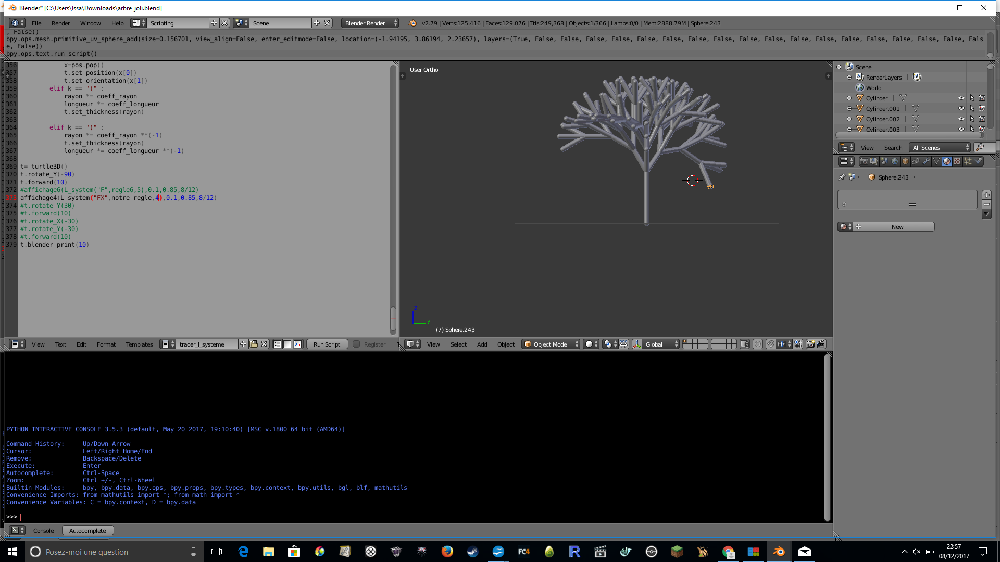 Blender* [C:\Users\Issa\Downloads\arbre_joli.blend]
File Render Window Help Scripting Scene Blender Render v2.79 | Verts:125,416 | Faces:129,076 | Tris:249,368 | Objects:1/366 | Lamps:0/0 | Mem:2888.79M | Sphere.243
, False))
bpy.ops.mesh.primitive_uv_sphere_add(size=0.156701, view_align=False, enter_editmode=False, location=(-1.94195, 3.86194, 2.23657), layers=(True, False, False, False, False, False, False, False, False, False, False, False, False, False, False, False, False, False, Fals
e, False))
bpy.ops.text.run_script()
356 x=pos.pop()
357 t.set_position(x[0])
358 t.set_orientation(x[1])
359 elif k == "(" :
360 rayon *= coeff_rayon
361 longueur *= coeff_longueur
362 t.set_thickness(rayon)
363
364 elif k == ")" :
365 rayon *= coeff_rayon **(-1)
366 t.set_thickness(rayon)
367 longueur *= coeff_longueur **(-1)
368
369 t= turtle3D()
370 t.rotate_Y(-90)
371 t.forward(10)
372 #affichage6(L_system("F",regle6,5),0.1,0.85,8/12)
373 affichage4(L_system("FX",notre_regle,4),0.1,0.85,8/12)
374 #t.rotate_Y(30)
375 #t.forward(10)
376 #t.rotate_X(-30)
377 #t.rotate_Y(-30)
378 #t.forward(10)
379 t.blender_print(10)
View Text Edit Format Templates tracer_l_systeme Run Script Register
User Ortho
z
y
(7) Sphere.243
View Select Add Object Object Mode Global
Scene
RenderLayers
World
Cylinder
Cylinder.001
Cylinder.002
Cylinder.003
View Search All Scenes
Sphere.243
New
PYTHON INTERACTIVE CONSOLE 3.5.3 (default, May 20 2017, 19:10:40) [MSC v.1800 64 bit (AMD64)]
Command History: Up/Down Arrow
Cursor: Left/Right Home/End
Remove: Backspace/Delete
Execute: Enter
Autocomplete: Ctrl-Space
Zoom: Ctrl +/-, Ctrl-Wheel
Builtin Modules: bpy, bpy.data, bpy.ops, bpy.props, bpy.types, bpy.context, bpy.utils, bgl, blf, mathutils
Convenience Imports: from mathutils import *; from math import *
Convenience Variables: C = bpy.context, D = bpy.data
>>>
Console Autocomplete
Posez-moi une question
FC4
22:57
08/12/2017